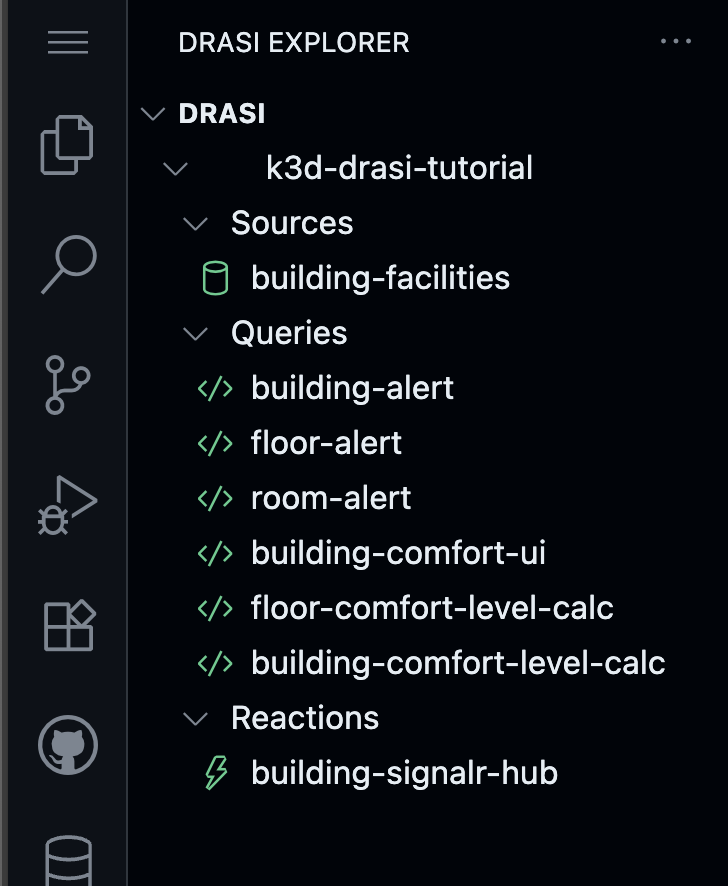 DRASI EXPLORER
DRASI
k3d-drasi-tutorial
Sources
building-facilities
Queries
building-alert
floor-alert
room-alert
building-comfort-ui
floor-comfort-level-calc
building-comfort-level-calc
Reactions
building-signalr-hub